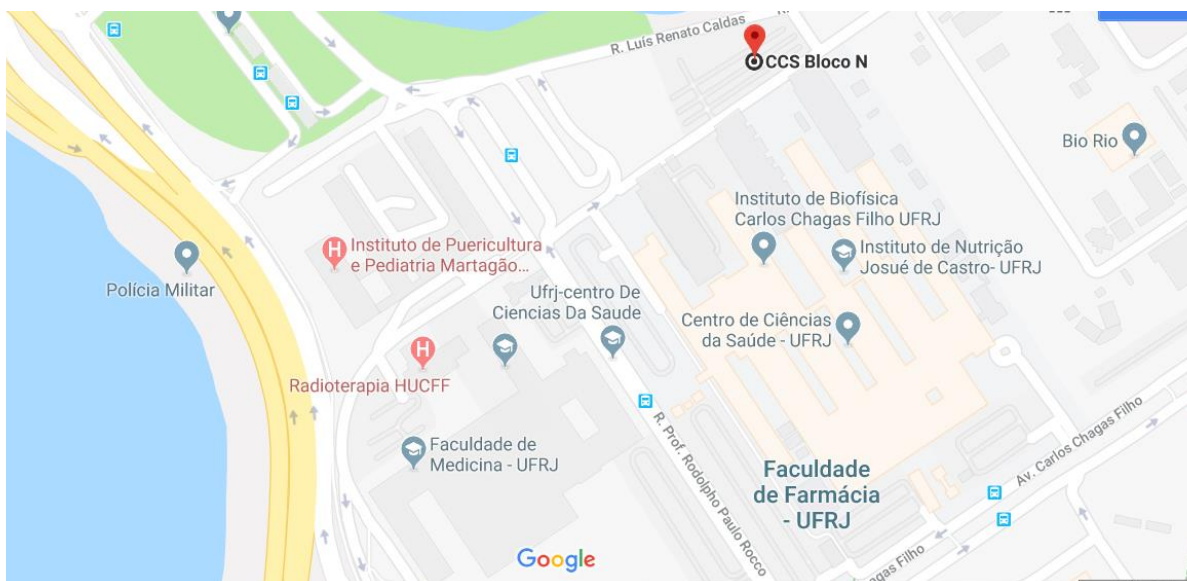 R. Luís Renato Caldas
CCS Bloco N
Bio Rio
Instituto de Biofísica
Carlos Chagas Filho UFRJ
Instituto de Puericultura
e Pediatria Martagão...
Instituto de Nutrição
Josué de Castro- UFRJ
Polícia Militar
Ufrj-centro De
Ciencias Da Saude
Centro de Ciências
da Saúde - UFRJ
H
H
Radioterapia HUCFF
Av. Carlos Chagas Filho
Faculdade de
Medicina - UFRJ
R. Prof. Rodolpho Paulo Rocco
Faculdade
de Farmácia
- UFRJ
Chagas Filho
Google